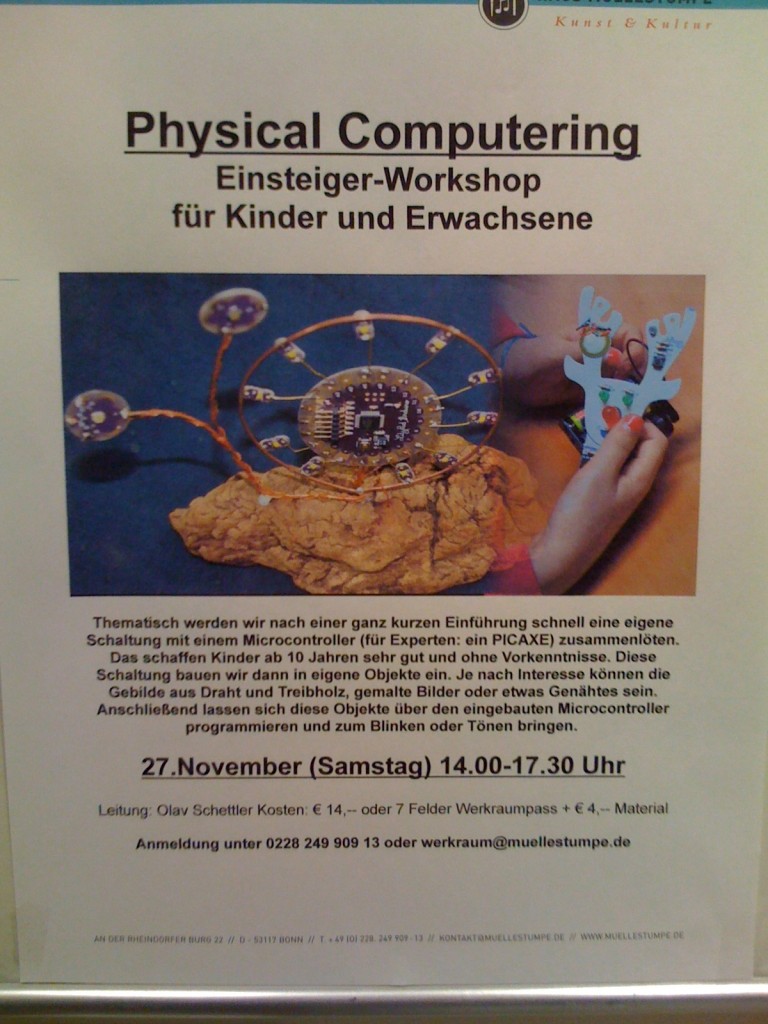 Kunst & Kultur
Physical Computering
Einsteiger-Workshop
für Kinder und Erwachsene
Thematisch werden wir nach einer ganz kurzen Einführung schnell eine eigene
Schaltung mit einem Microcontroller (für Experten: ein PICAXE) zusammenlöten.
Das schaffen Kinder ab 10 Jahren sehr gut und ohne Vorkenntnisse. Diese
Schaltung bauen wir dann in eigene Objekte ein. Je nach Interesse können die
Gebilde aus Draht und Treibholz, gemalte Bilder oder etwas Genähtes sein.
Anschließend lassen sich diese Objekte über den eingebauten Microcontroller
programmieren und zum Blinken oder Tönen bringen.
27.November (Samstag) 14.00-17.30 Uhr
Leitung: Olav Schettler Kosten: € 14,-- oder 7 Felder Werkraumpass + € 4,-- Material
Anmeldung unter 0228 249 909 13 oder werkraum@muellestumpe.de
AN DER RHEINDORFER BURG 22 // D - 53117 BONN // T. + 49 (0) 228. 249 909 - 13 // KONTAKT@MUELLESTUMPE.DE // WWW.MUELLESTUMPE.DE